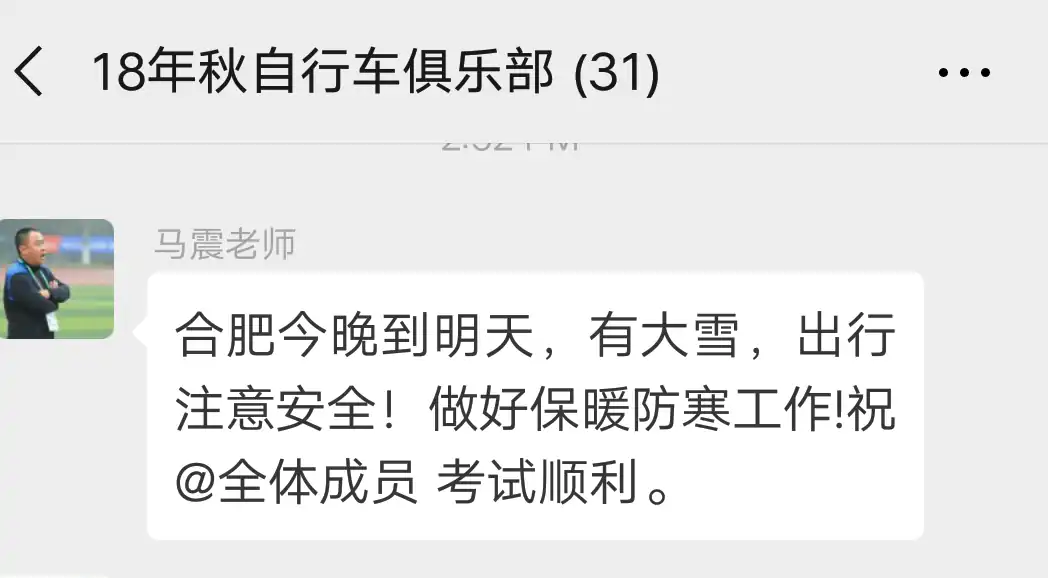 18年秋自行车俱乐部 (31)
马震老师
合肥今晚到明天，有大雪，出行
注意安全！做好保暖防寒工作!祝
@全体成员 考试顺利。